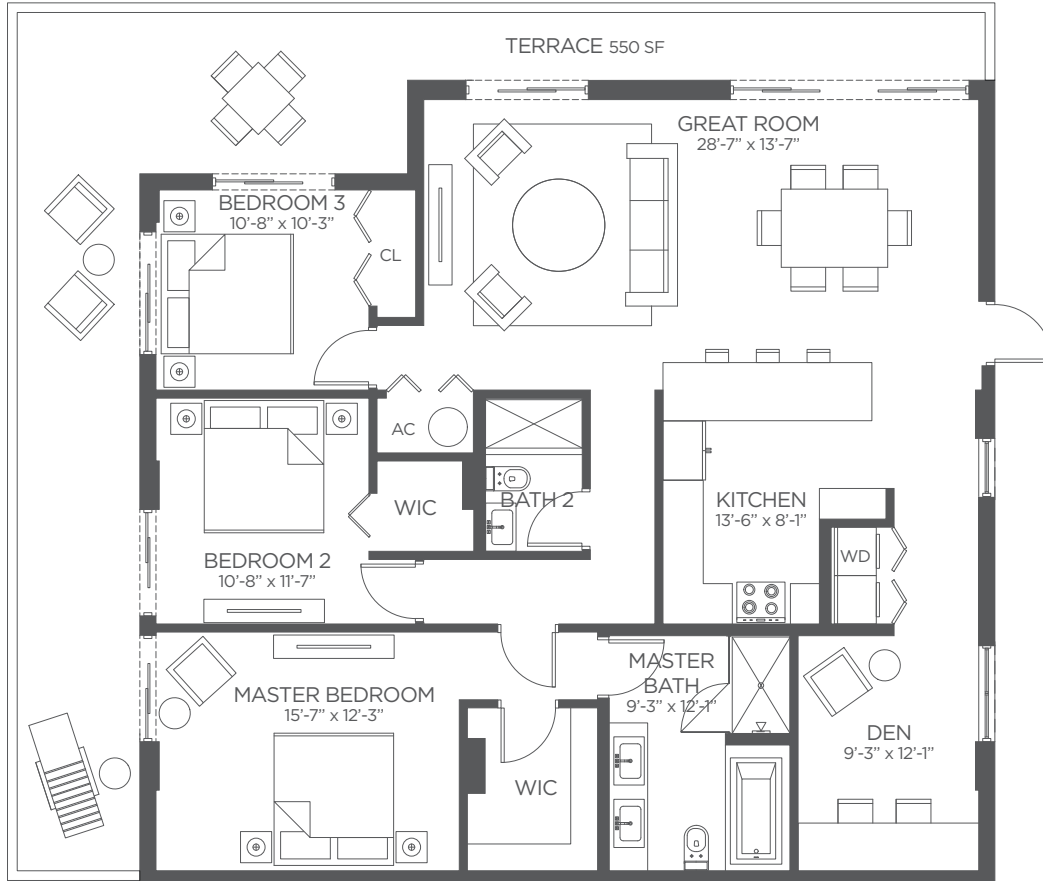 TERRACE 550 SF
GREAT ROOM
28’-7” x 13’-7”
BEDROOM 3
10’-8” x 10’-3”
CL
AC
WIC
BATH 2
KITCHEN
13’-6” x 8’-1”
WD
BEDROOM 2
10’-8” x 11’-7”
MASTER BEDROOM
15’-7” x 12’-3”
MASTER
BATH
9’-3” x 12’-1”
WIC
DEN
9’-3” x 12’-1”